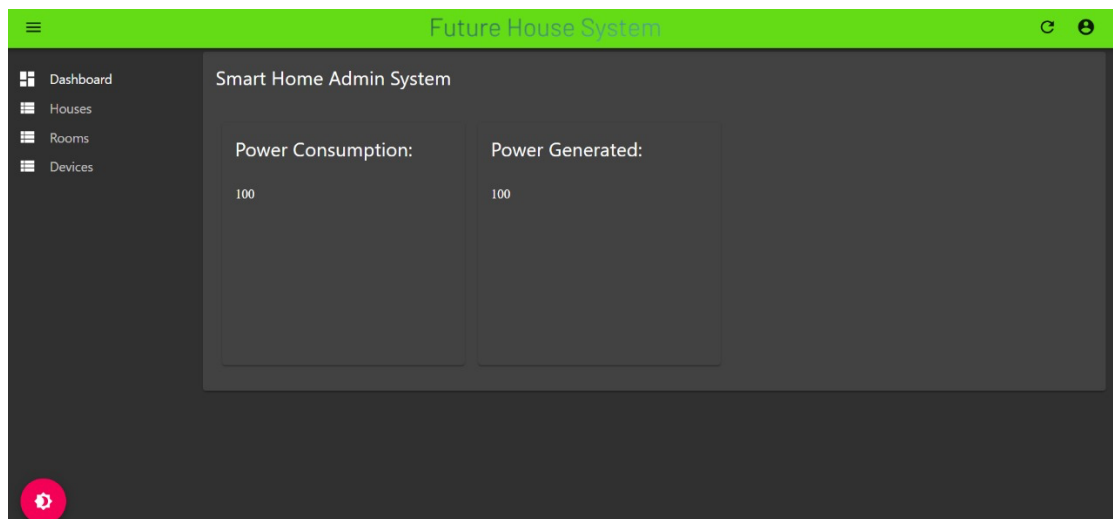 Future House System
Dashboard
Houses
Rooms
Devices
Smart Home Admin System
Power Consumption:
100
Power Generated:
100